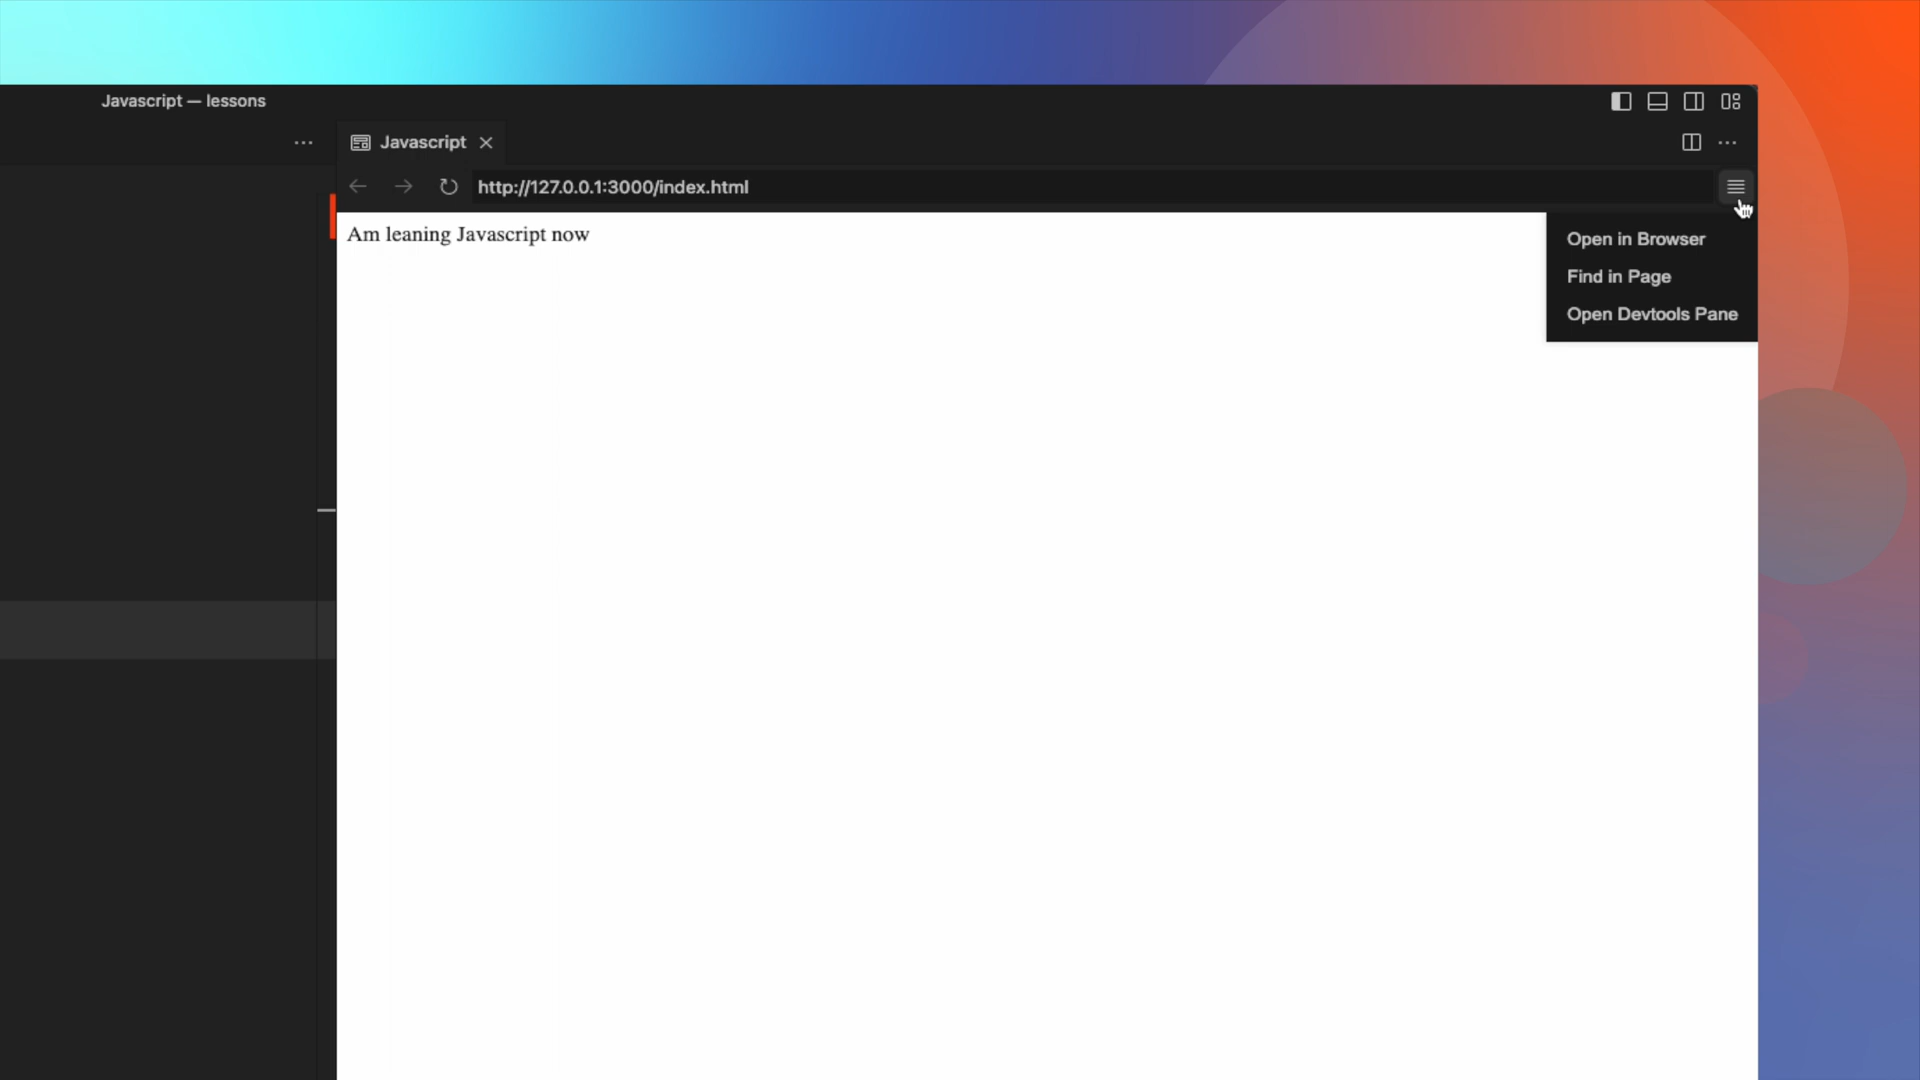 Javascript — lessons
Javascript
http://127.0.0.1:3000/index.html
Am leaning Javascript now
Open in Browser
Find in Page
Open Devtools Pane